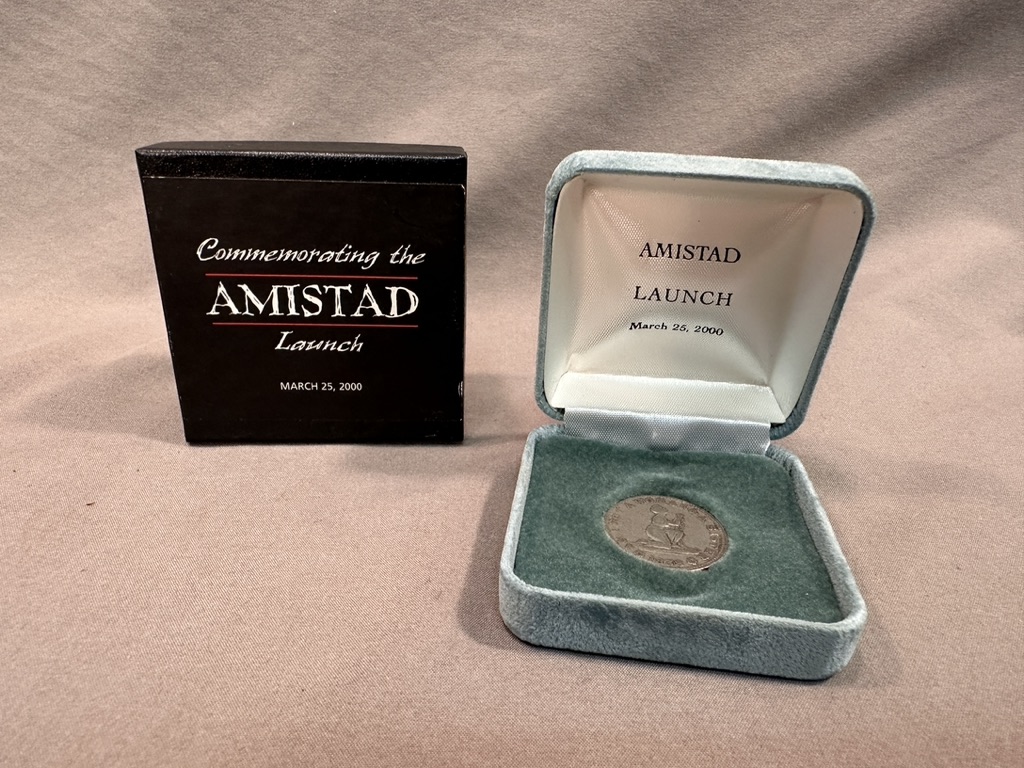 Commemorating the
AMISTAD
Launch
MARCH 25, 2000
AMISTAD
LAUNCH
March 25, 2000